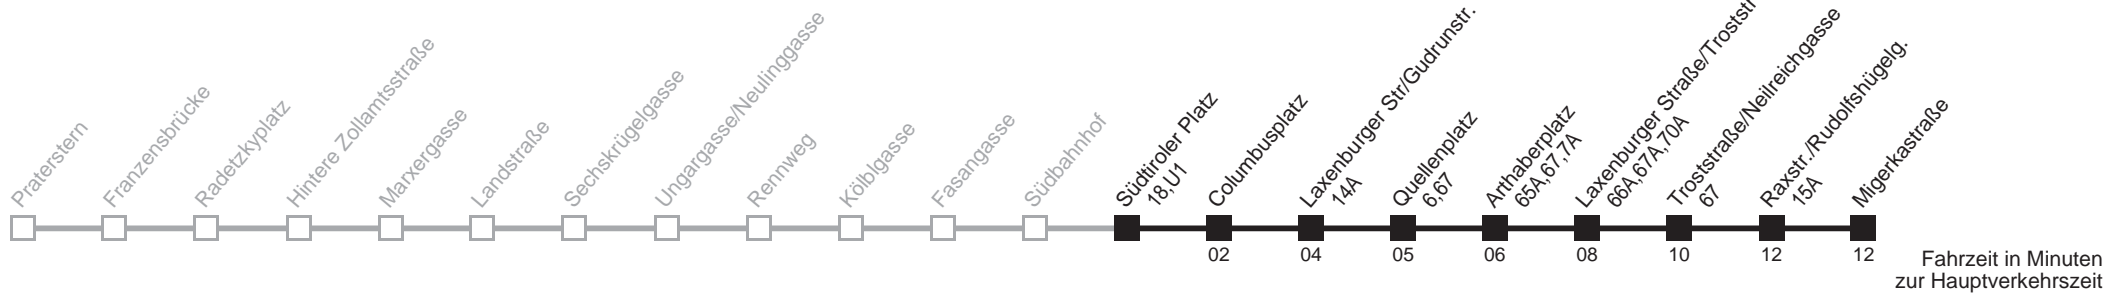 Praterstern
Franzensbrücke
Radetzkyplatz
Hintere Zollamtsstraße
Marxergasse
Landstraße
Sechskrügelgasse
Ungargasse/Neulinggasse
Rennweg
Kölblgasse
Fasangasse
Südbahnhof
Südtiroler Platz
18,U1
Columbusplatz
Laxenburger Str/Gudrunstr.
14A
Quellenplatz
6,67
Arthaberplatz
65A,67,7A
Laxenburger Straße/Troststr
66A,67A,70A
Troststraße/Neilreichgasse
67
Raxstr./Rudolfshügelg.
15A
Migerkastraße
02
04
05
06
08
10
12
12
Fahrzeit in Minuten
zur Hauptverkehrszeit